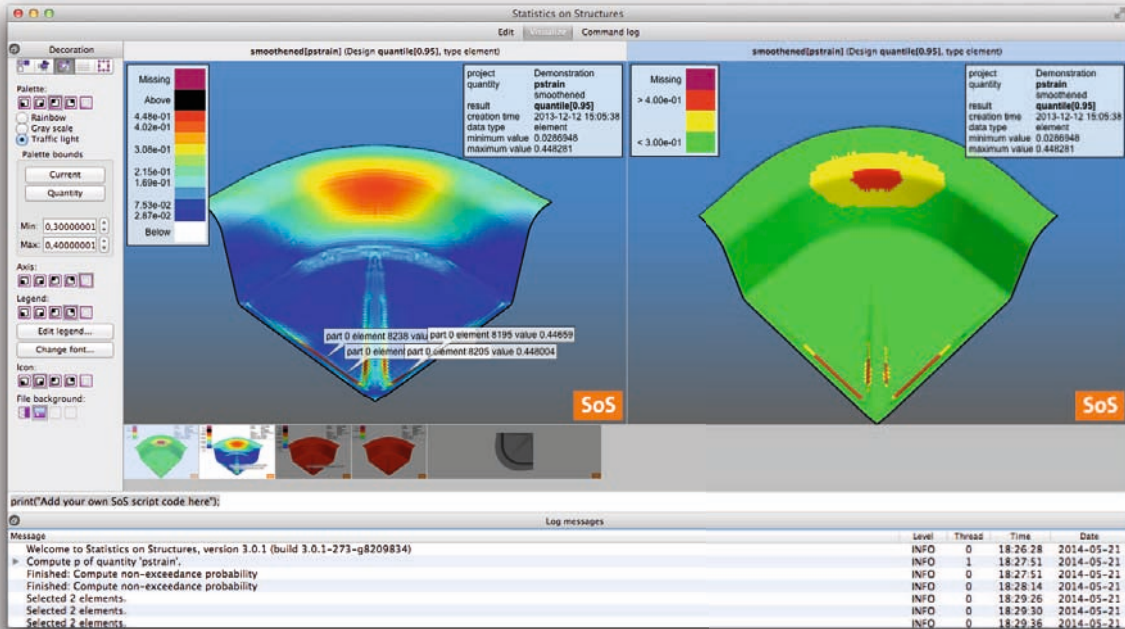 Statistics on Structures
Edit Visualize Command log
Decoration
Palette:
Rainbow
Gray scale
Traffic light
Palette bounds
Current
Quantity
Min: 0,30000001
Max: 0,40000001
Axis:
Legend:
Edit legend...
Change font...
Icon:
File background:
smoothened[pstrain] (Design quantile[0.95], type element)
Missing
Above
4.48e-01
4.02e-01
3.08e-01
2.15e-01
1.69e-01
7.53e-02
2.87e-02
Below
project Demonstration
quantity pstrain
smoothened
result quantile[0.95]
creation time 2013-12-12 15:05:38
data type element
minimum value 0.0286948
maximum value 0.448281
part 0 element 8238 valu
part 0 element 8195 value 0.44659
part 0 element
part 0 element 8205 value 0.448004
SoS
smoothened[pstrain] (Design quantile[0.95], type element)
Missing
> 4.00e-01
< 3.00e-01
project Demonstration
quantity pstrain
smoothened
result quantile[0.95]
creation time 2013-12-12 15:05:38
data type element
minimum value 0.0286948
maximum value 0.448281
SoS
print("Add your own SoS script code here");
Log messages
Message Level Thread Time Date
Welcome to Statistics on Structures, version 3.0.1 (build 3.0.1-273-g8209834) INFO 0 18:26:28 2014-05-21
Compute p of quantity 'pstrain'. INFO 1 18:27:51 2014-05-21
Finished: Compute non-exceedance probability INFO 0 18:27:51 2014-05-21
Finished: Compute non-exceedance probability INFO 0 18:28:14 2014-05-21
Selected 2 elements. INFO 0 18:29:26 2014-05-21
Selected 2 elements. INFO 0 18:29:30 2014-05-21
Selected 2 elements. INFO 0 18:29:36 2014-05-21